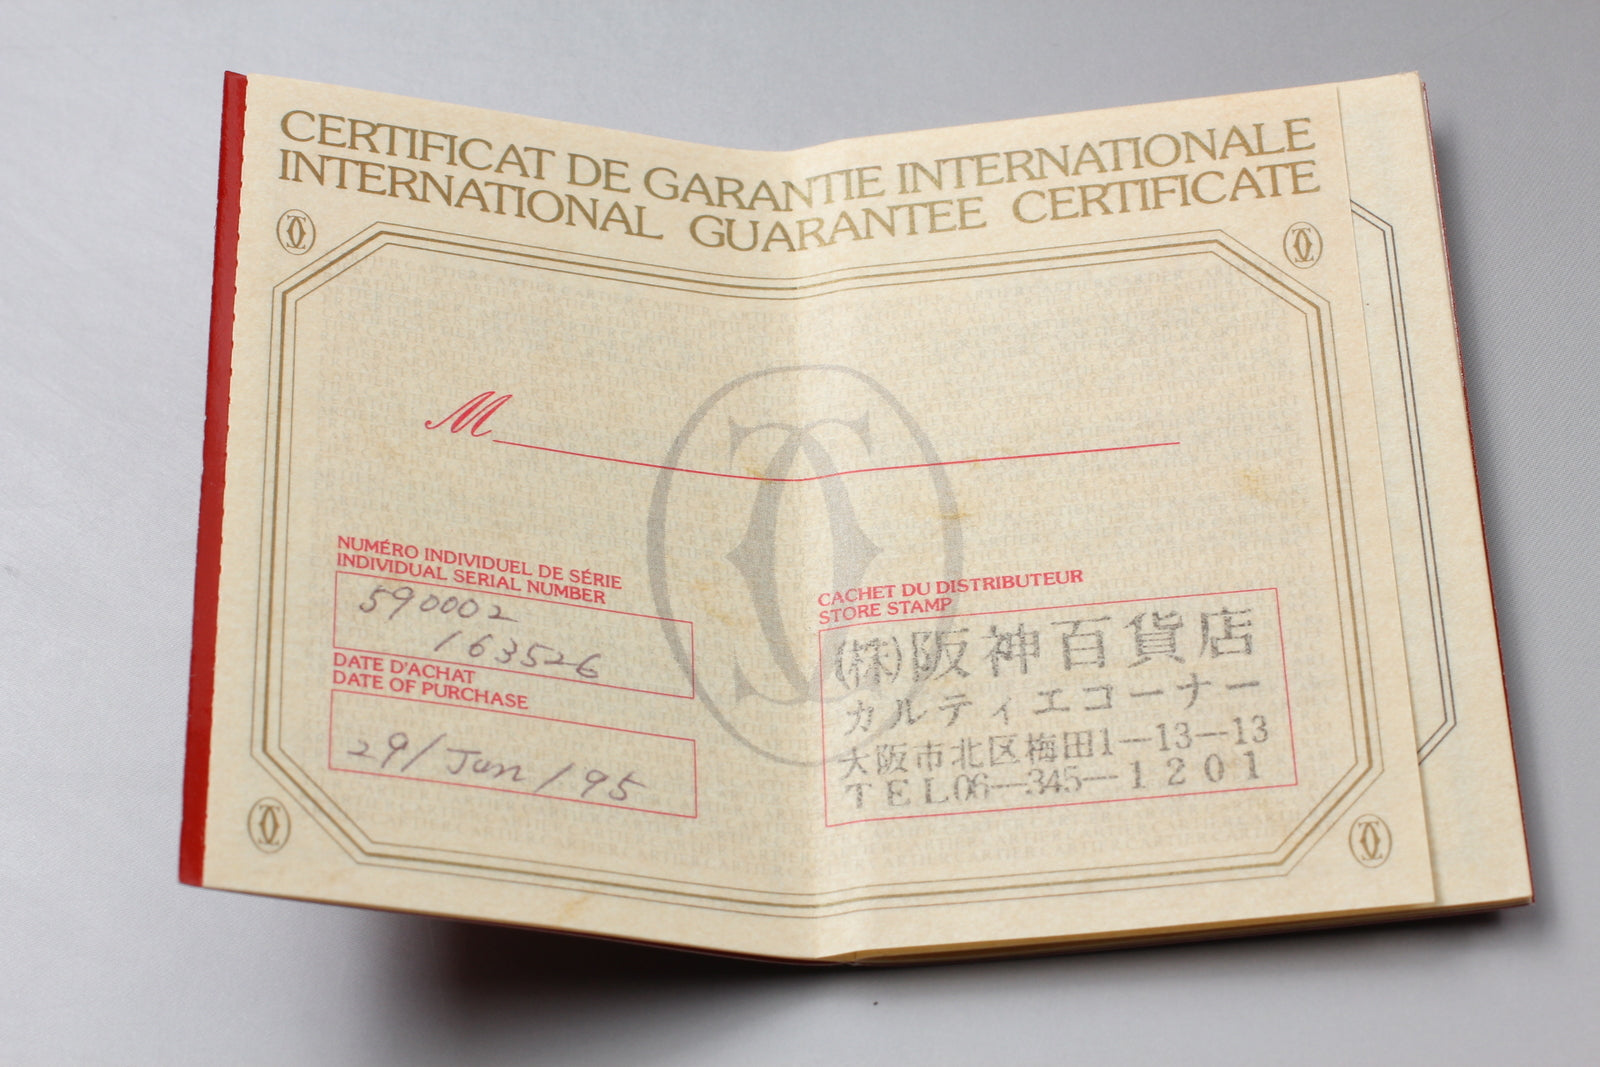 CERTIFICAT DE GARANTIE INTERNATIONALE
INTERNATIONAL GUARANTEE CERTIFICATE
M
NUMÉRO INDIVIDUEL DE SÉRIE
INDIVIDUAL SERIAL NUMBER
590002
163526
DATE D'ACHAT
DATE OF PURCHASE
29/Jun/95
CACHET DU DISTRIBUTEUR
STORE STAMP
(株)阪神百貨店
カルティエコーナー
大阪市北区梅田1—13—13
TEL06—345—1201